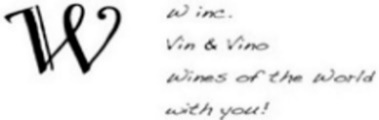 W
W inc.
Vin & Vino
Wines of the World
with you!